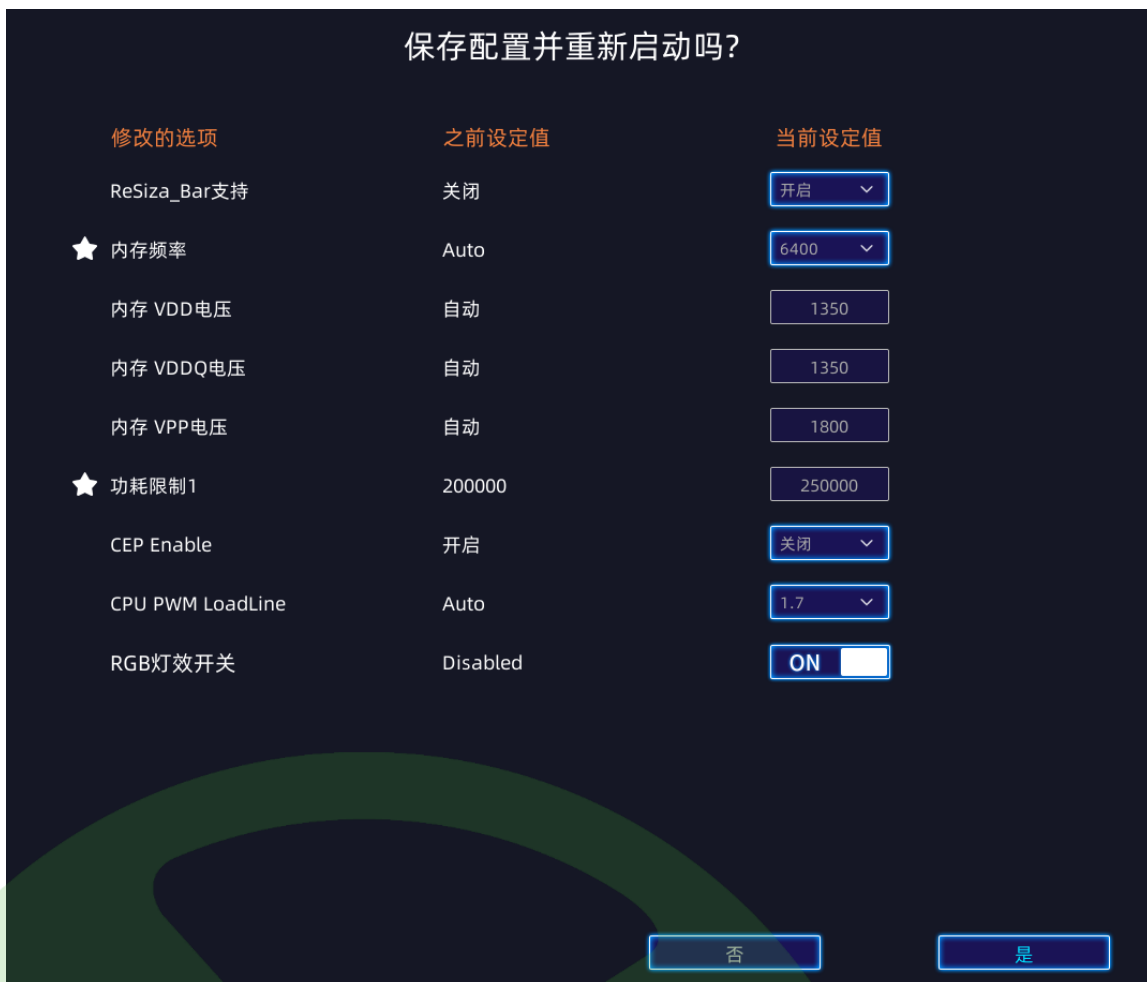 保存配置并重新启动吗?
修改的选项 之前设定值 当前设定值
ReSiza_Bar支持 关闭 开启
内存频率 Auto 6400
内存 VDD电压 自动 1350
内存 VDDQ电压 自动 1350
内存 VPP电压 自动 1800
功耗限制1 200000 250000
CEP Enable 开启 关闭
CPU PWM LoadLine Auto 1.7
RGB灯效开关 Disabled ON
否 是